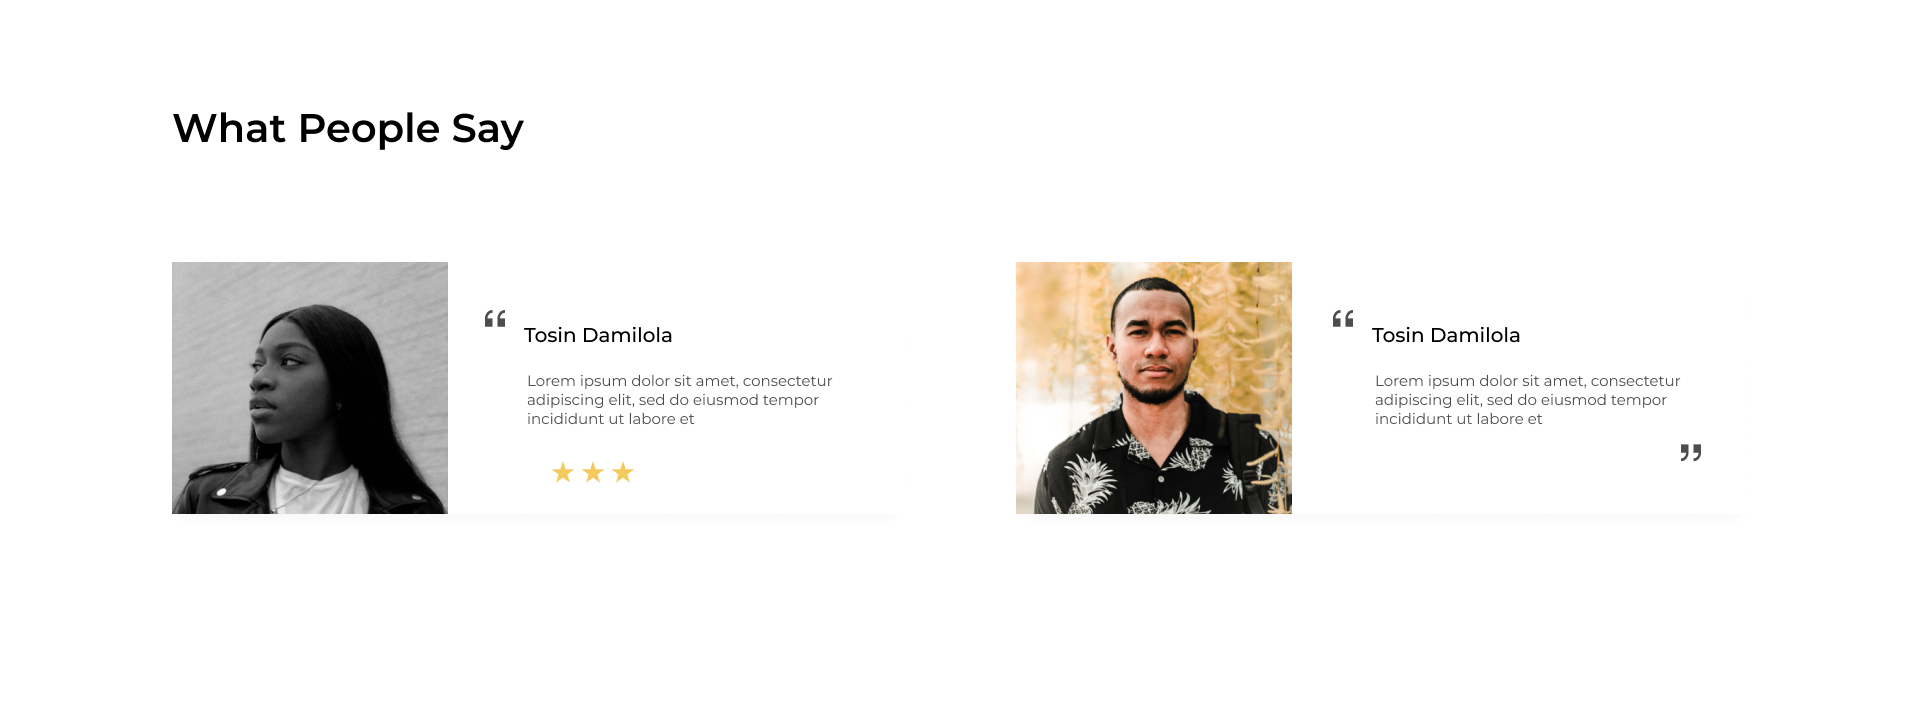 What People Say
“
Tosin Damilola
Lorem ipsum dolor sit amet, consectetur
adipiscing elit, sed do eiusmod tempor
incididunt ut labore et
★ ★ ★
“
Tosin Damilola
Lorem ipsum dolor sit amet, consectetur
adipiscing elit, sed do eiusmod tempor
incididunt ut labore et
”